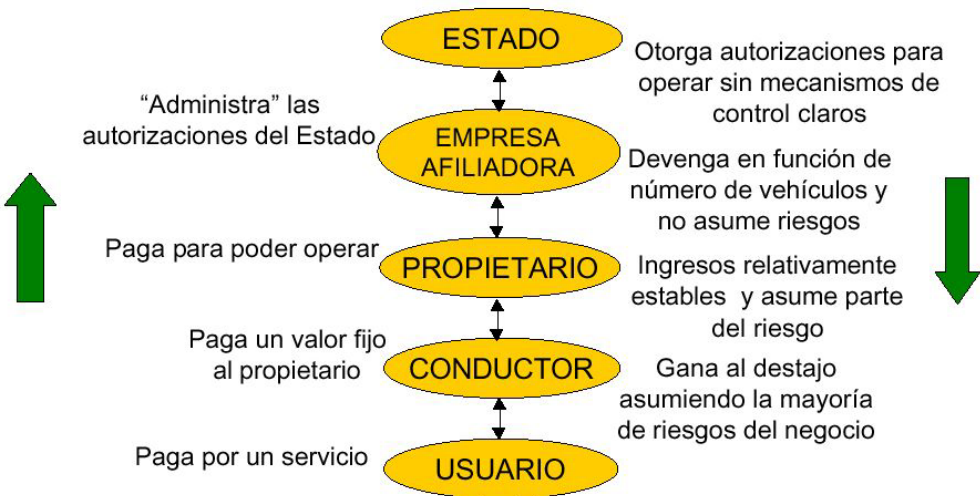 ESTADO
Otorga autorizaciones para
operar sin mecanismos de
control claros
“Administra” las
autorizaciones del Estado
EMPRESA
AFILIADORA
Devenga en función de
número de vehículos y
no asume riesgos
Paga para poder operar
PROPIETARIO
Ingresos relativamente
estables y asume parte
del riesgo
Paga un valor fijo
al propietario
CONDUCTOR
Gana al destajo
asumiendo la mayoría
de riesgos del negocio
Paga por un servicio
USUARIO